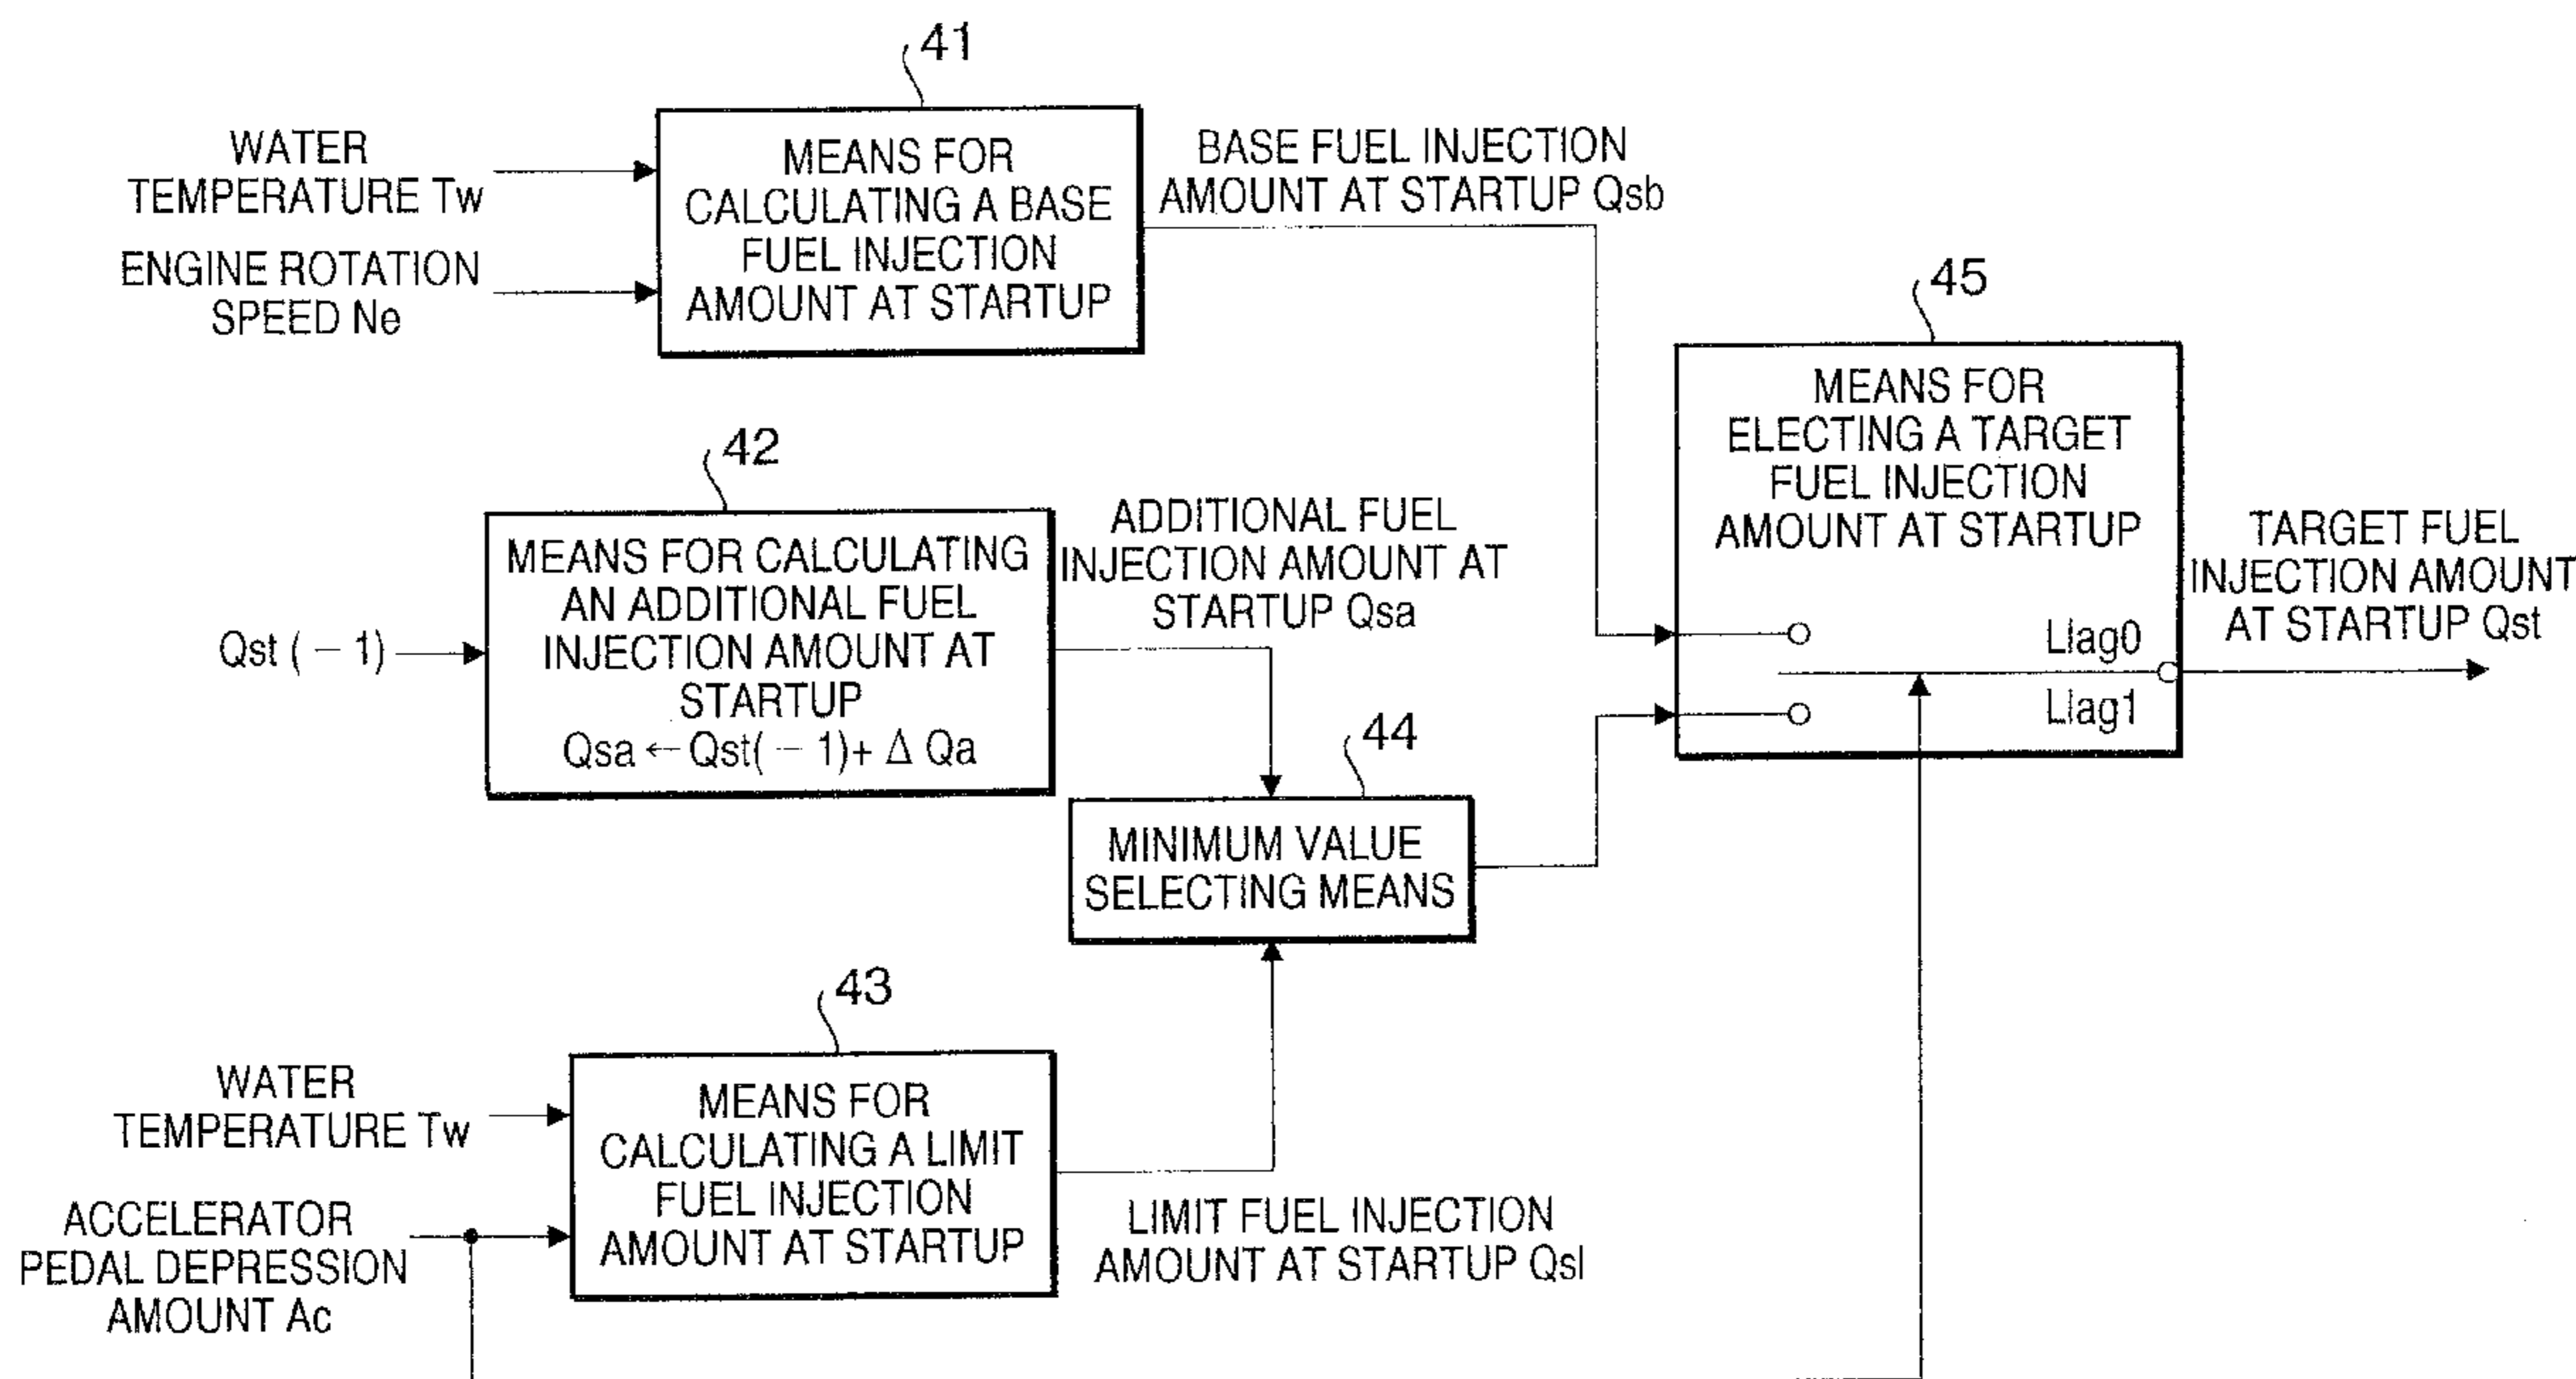 41
WATER
TEMPERATURE Tw
ENGINE ROTATION
SPEED Ne
MEANS FOR
CALCULATING A BASE
FUEL INJECTION
AMOUNT AT STARTUP
BASE FUEL INJECTION
AMOUNT AT STARTUP Qsb
42
Qst ( − 1)
MEANS FOR CALCULATING
AN ADDITIONAL FUEL
INJECTION AMOUNT AT
STARTUP
Qsa ← Qst( − 1)+ Δ Qa
ADDITIONAL FUEL
INJECTION AMOUNT AT
STARTUP Qsa
45
MEANS FOR
ELECTING A TARGET
FUEL INJECTION
AMOUNT AT STARTUP
Llag0
Llag1
TARGET FUEL
INJECTION AMOUNT
AT STARTUP Qst
44
MINIMUM VALUE
SELECTING MEANS
43
WATER
TEMPERATURE Tw
ACCELERATOR
PEDAL DEPRESSION
AMOUNT Ac
MEANS FOR
CALCULATING A LIMIT
FUEL INJECTION
AMOUNT AT STARTUP
LIMIT FUEL INJECTION
AMOUNT AT STARTUP Qsl